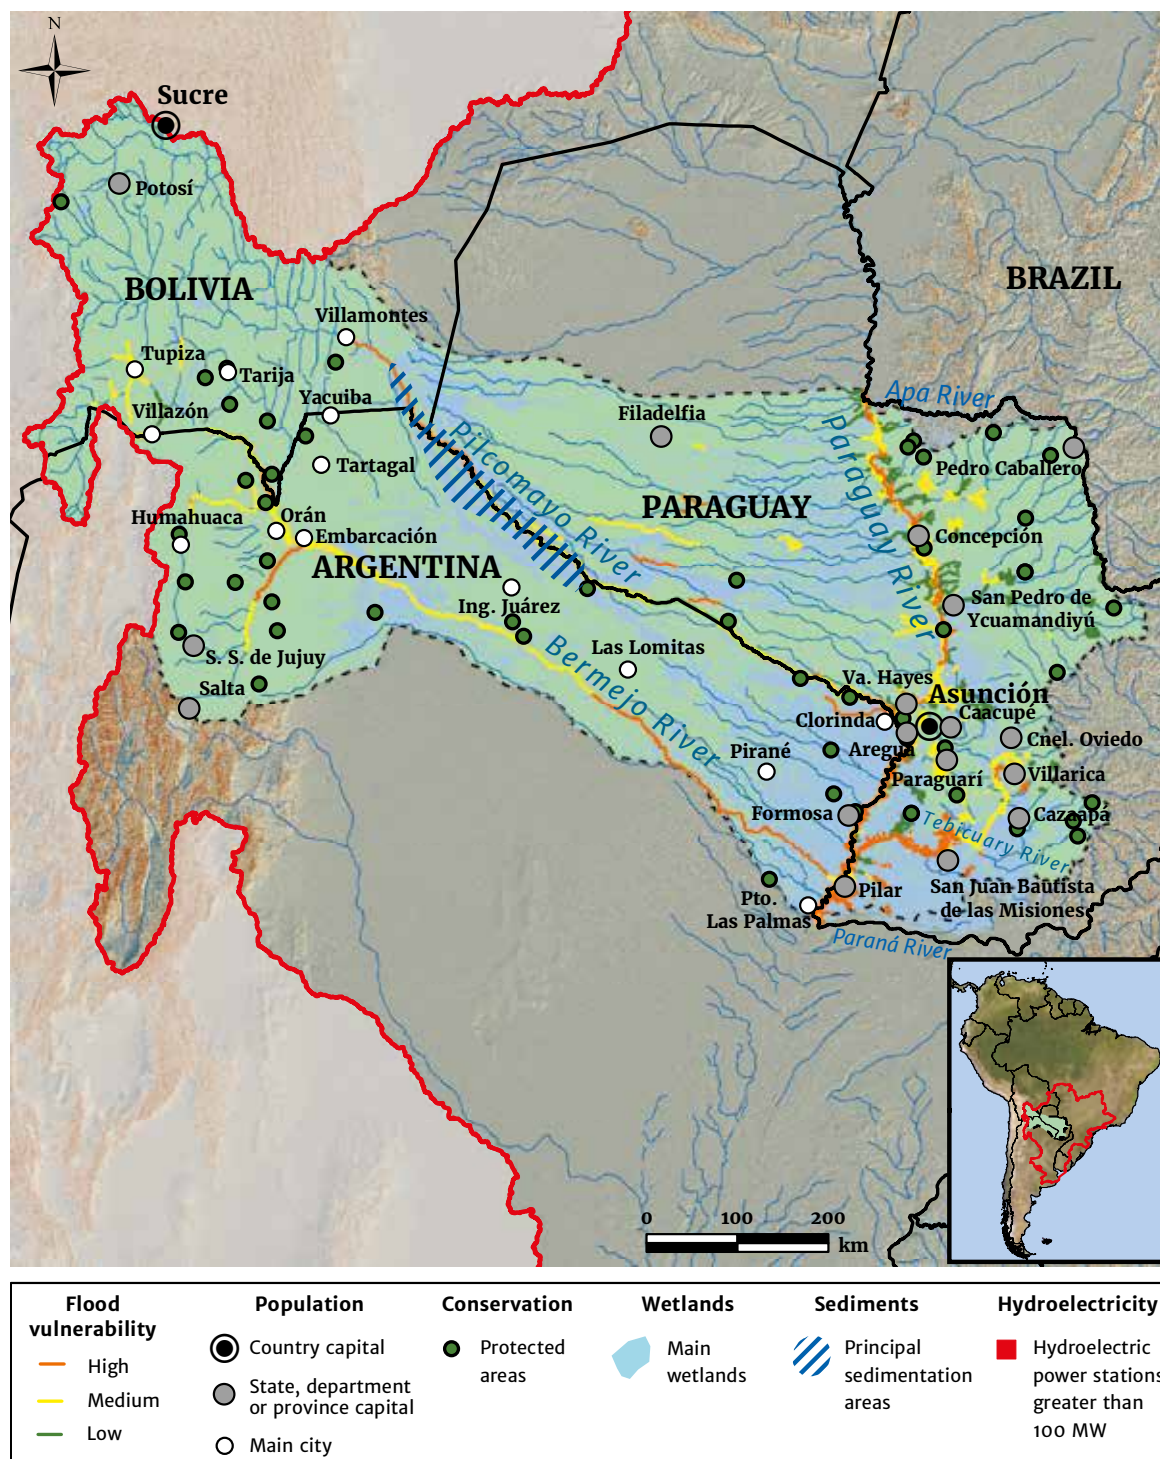 N
Sucre
Potosí
BOLIVIA
BRAZIL
Villamontes
Tupiza
Tarija
Yacuiba
Villazón
Apa River
Filadelfia
Pilcomayo River
Paraguay River
Tartagal
Pedro Caballero
PARAGUAY
Humahuaca
Orán
Embarcación
Concepción
ARGENTINA
Ing. Juárez
San Pedro de
Ycuamandiyú
Bermejo River
Las Lomitas
S. S. de Jujuy
Va. Hayes
Asunción
Salta
Clorinda
Caacupé
Areguá
Cnel. Oviedo
Pirané
Paraguarí
Villarica
Formosa
Cazaapá
Tebicuary River
Pto.
Las Palmas
Pilar
San Juan Bautista
de las Misiones
Paraná River
0 100 200
km
Flood
vulnerability
High
Medium
Low
Population
Country capital
State, department
or province capital
Main city
Conservation
Protected
areas
Wetlands
Main
wetlands
Sediments
Principal
sedimentation
areas
Hydroelectricity
Hydroelectric
power stations
greater than
100 MW